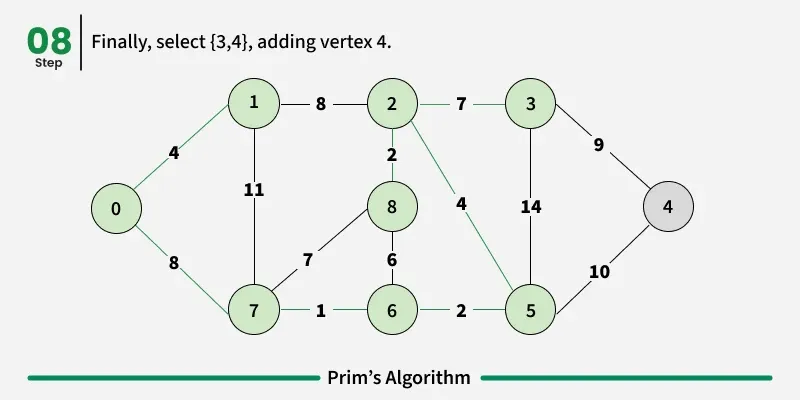 08
Step
Finally, select {3,4}, adding vertex 4.
1 8 2 7 3
4 2 9
11
0 8 4 14 4
8 7 6 10
7 1 6 2 5
Prim's Algorithm